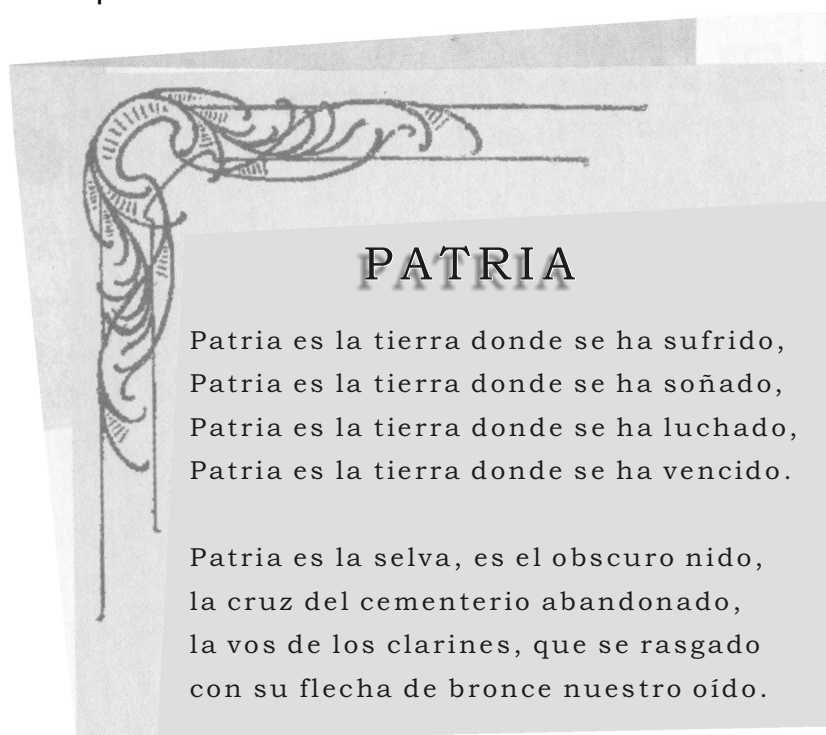 PATRIA
Patria es la tierra donde se ha sufrido,
Patria es la tierra donde se ha soñado,
Patria es la tierra donde se ha luchado,
Patria es la tierra donde se ha vencido.
Patria es la selva, es el obscuro nido,
la cruz del cementerio abandonado,
la vos de los clarines, que se rasgado
con su flecha de bronce nuestro oído.